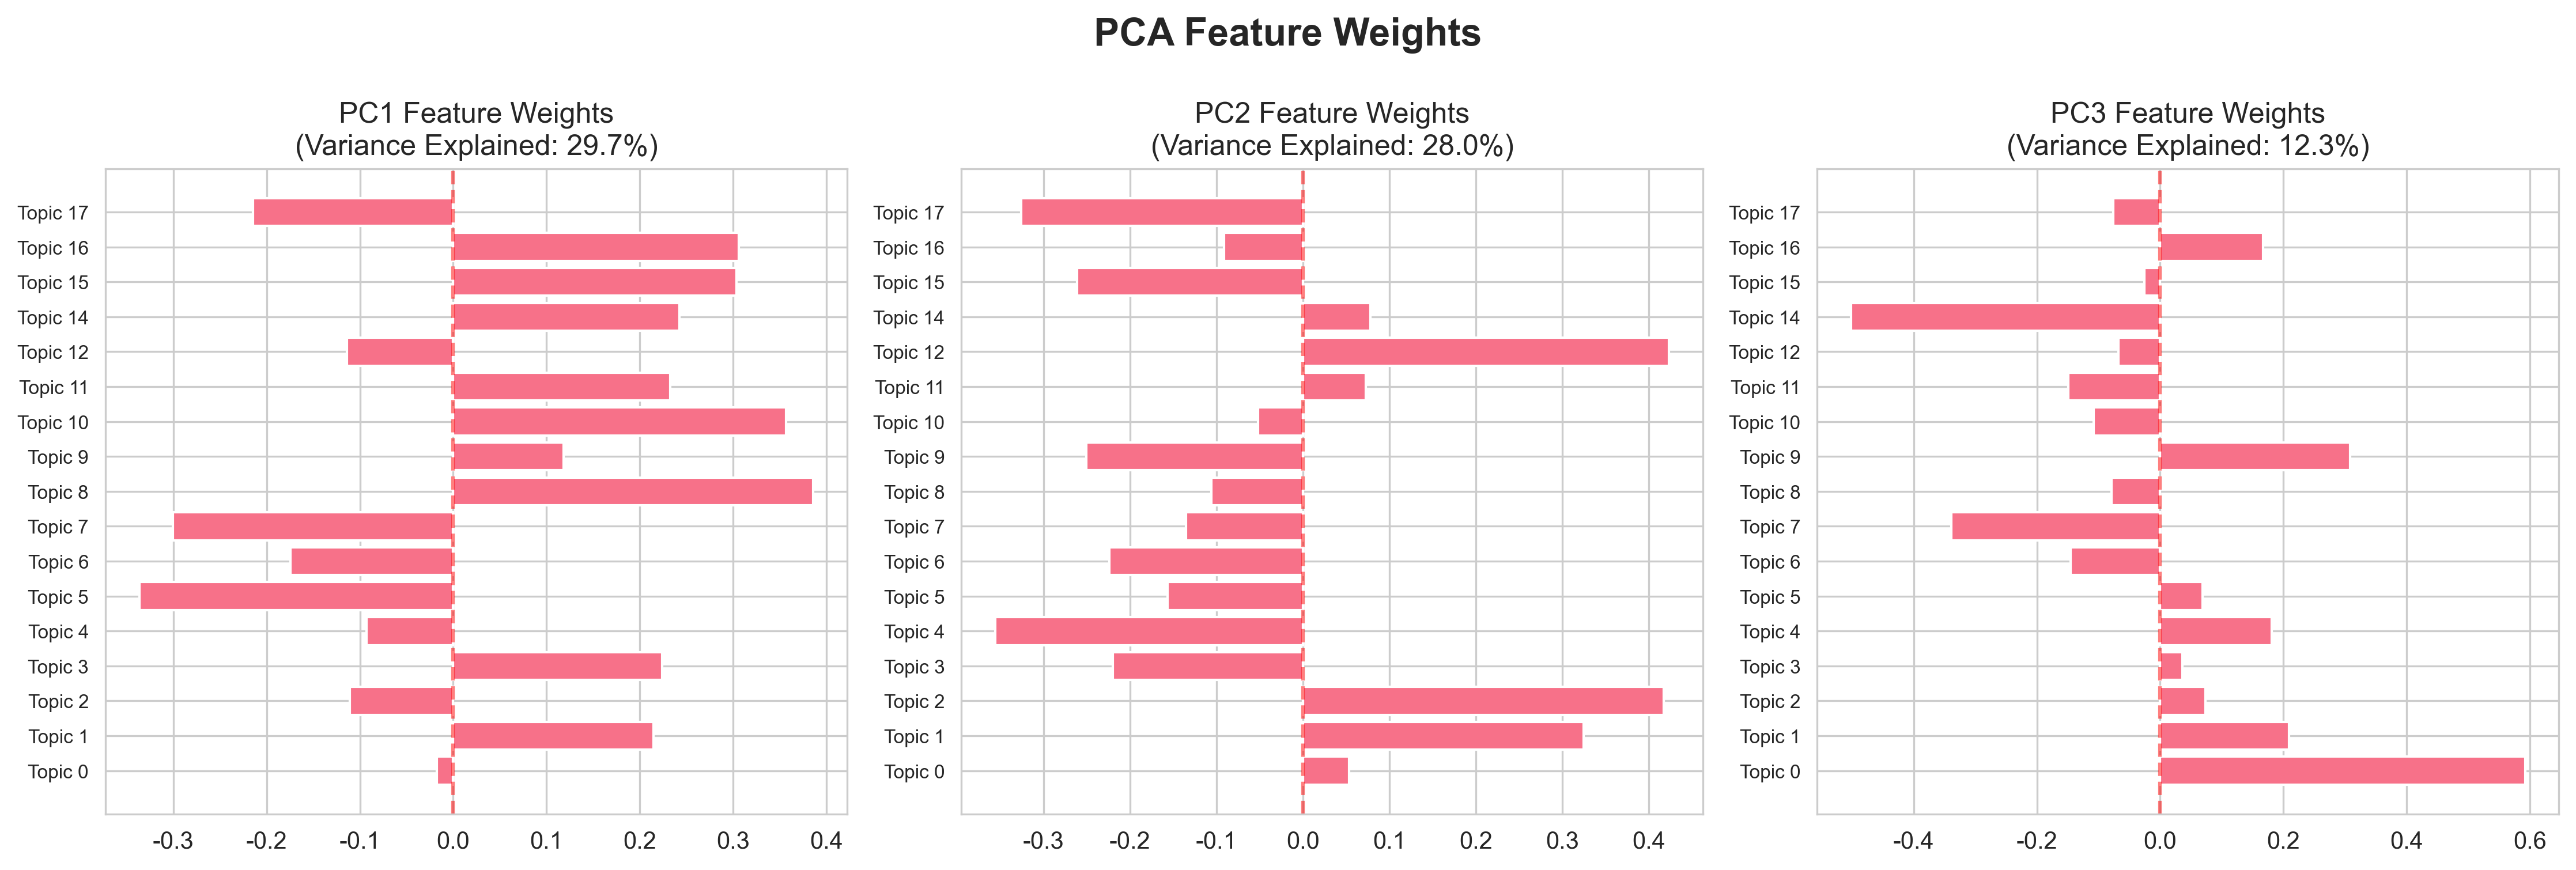 PCA Feature Weights
PC1 Feature Weights
(Variance Explained: 29.7%)
Topic 17
Topic 16
Topic 15
Topic 14
Topic 12
Topic 11
Topic 10
Topic 9
Topic 8
Topic 7
Topic 6
Topic 5
Topic 4
Topic 3
Topic 2
Topic 1
Topic 0
-0.3 -0.2 -0.1 0.0 0.1 0.2 0.3 0.4
PC2 Feature Weights
(Variance Explained: 28.0%)
Topic 17
Topic 16
Topic 15
Topic 14
Topic 12
Topic 11
Topic 10
Topic 9
Topic 8
Topic 7
Topic 6
Topic 5
Topic 4
Topic 3
Topic 2
Topic 1
Topic 0
-0.3 -0.2 -0.1 0.0 0.1 0.2 0.3 0.4
PC3 Feature Weights
(Variance Explained: 12.3%)
Topic 17
Topic 16
Topic 15
Topic 14
Topic 12
Topic 11
Topic 10
Topic 9
Topic 8
Topic 7
Topic 6
Topic 5
Topic 4
Topic 3
Topic 2
Topic 1
Topic 0
-0.4 -0.2 0.0 0.2 0.4 0.6